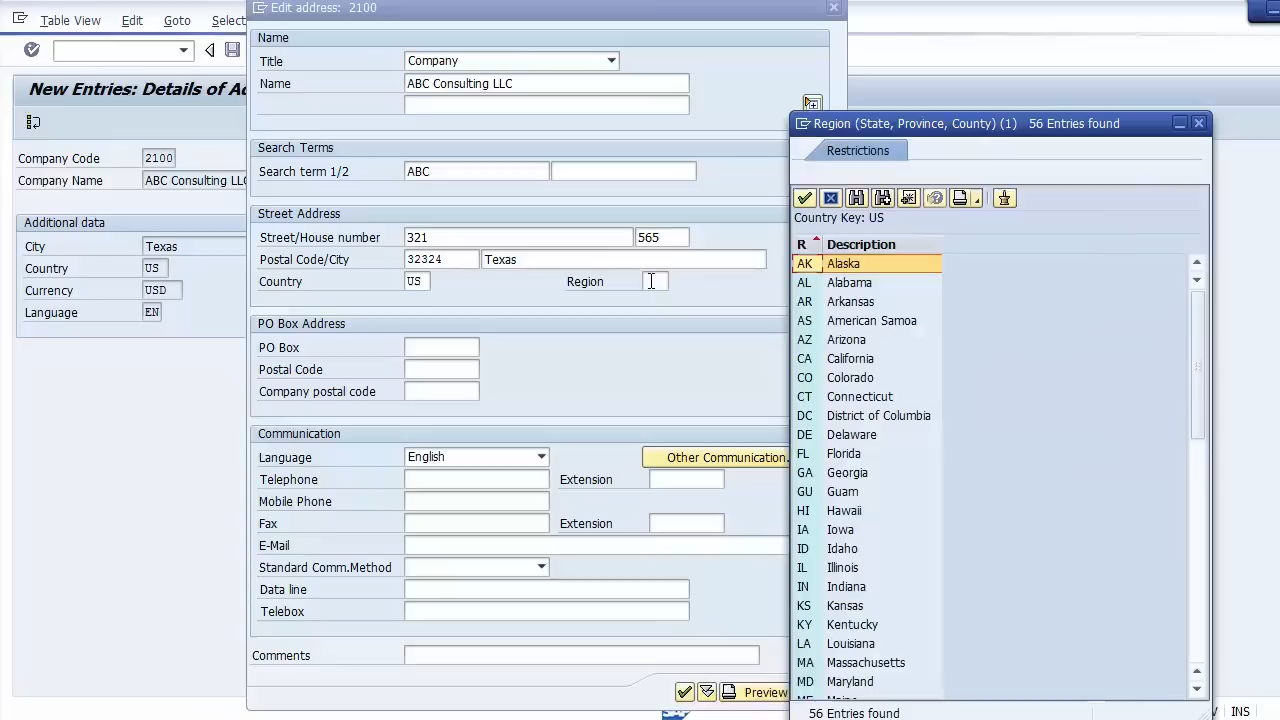 Table View Edit Goto Select
Edit address: 2100
New Entries: Details of Ad
Company Code 2100
Company Name ABC Consulting LLC
Additional data
City Texas
Country US
Currency USD
Language EN
Name
Title Company
Name ABC Consulting LLC
Search Terms
Search term 1/2 ABC
Street Address
Street/House number 321 565
Postal Code/City 32324 Texas
Country US Region
PO Box Address
PO Box
Postal Code
Company postal code
Communication
Language English Other Communication.
Telephone Extension
Mobile Phone
Fax Extension
E-Mail
Standard Comm.Method
Data line
Telebox
Comments
Preview
Region (State, Province, County) (1) 56 Entries found
Restrictions
Country Key: US
R Description
AK Alaska
AL Alabama
AR Arkansas
AS American Samoa
AZ Arizona
CA California
CO Colorado
CT Connecticut
DC District of Columbia
DE Delaware
FL Florida
GA Georgia
GU Guam
HI Hawaii
IA Iowa
ID Idaho
IL Illinois
IN Indiana
KS Kansas
KY Kentucky
LA Louisiana
MA Massachusetts
MD Maryland
56 Entries found
INS